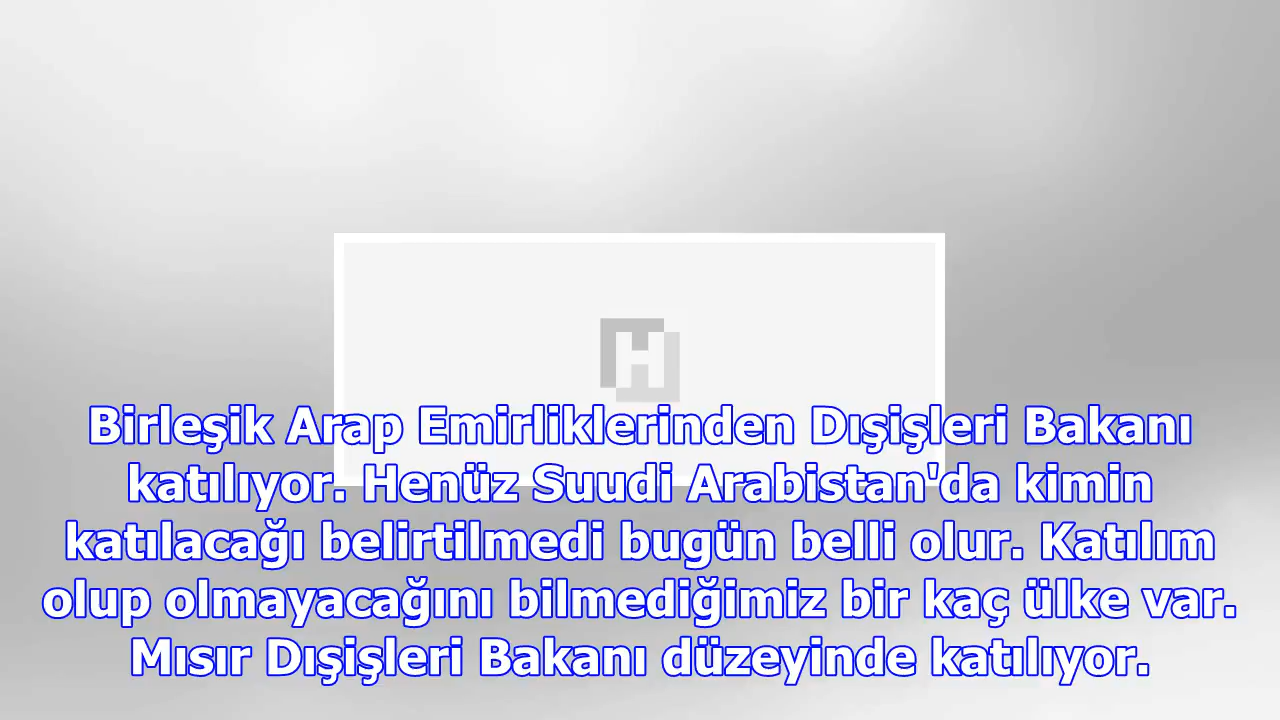 H
Birleşik Arap Emirliklerinden Dışişleri Bakanı
katılıyor. Henüz Suudi Arabistan'da kimin
katılacağı belirtilmedi bugün belli olur. Katılım
olup olmayacağını bilmediğimiz bir kaç ülke var.
Mısır Dışişleri Bakanı düzeyinde katılıyor.